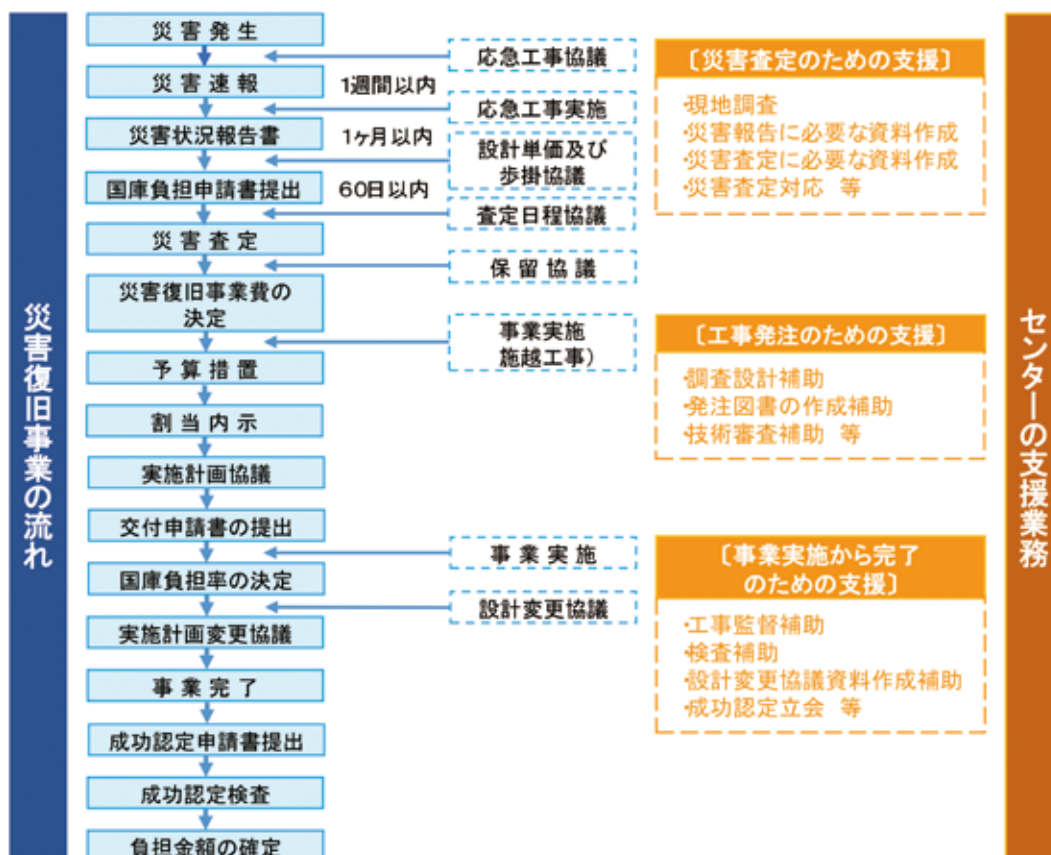 災害復旧事業の流れ
災害発生
災害速報
1週間以内
災害状況報告書
1ヶ月以内
国庫負担申請書提出
60日以内
災害査定
災害復旧事業費の
決定
予算措置
割当内示
実施計画協議
交付申請書の提出
国庫負担率の決定
実施計画変更協議
事業完了
成功認定申請書提出
成功認定検査
負担金額の確定
応急工事協議
応急工事実施
設計単価及び
歩掛協議
査定日程協議
保留協議
事業実施
施越工事)
事業実施
設計変更協議
〔災害査定のための支援〕
・現地調査
・災害報告に必要な資料作成
・災害査定に必要な資料作成
・災害査定対応 等
〔工事発注のための支援〕
・調査設計補助
・発注図書の作成補助
・技術審査補助 等
〔事業実施から完了
のための支援〕
・工事監督補助
・検査補助
・設計変更協議資料作成補助
・成功認定立会 等
センターの支援業務